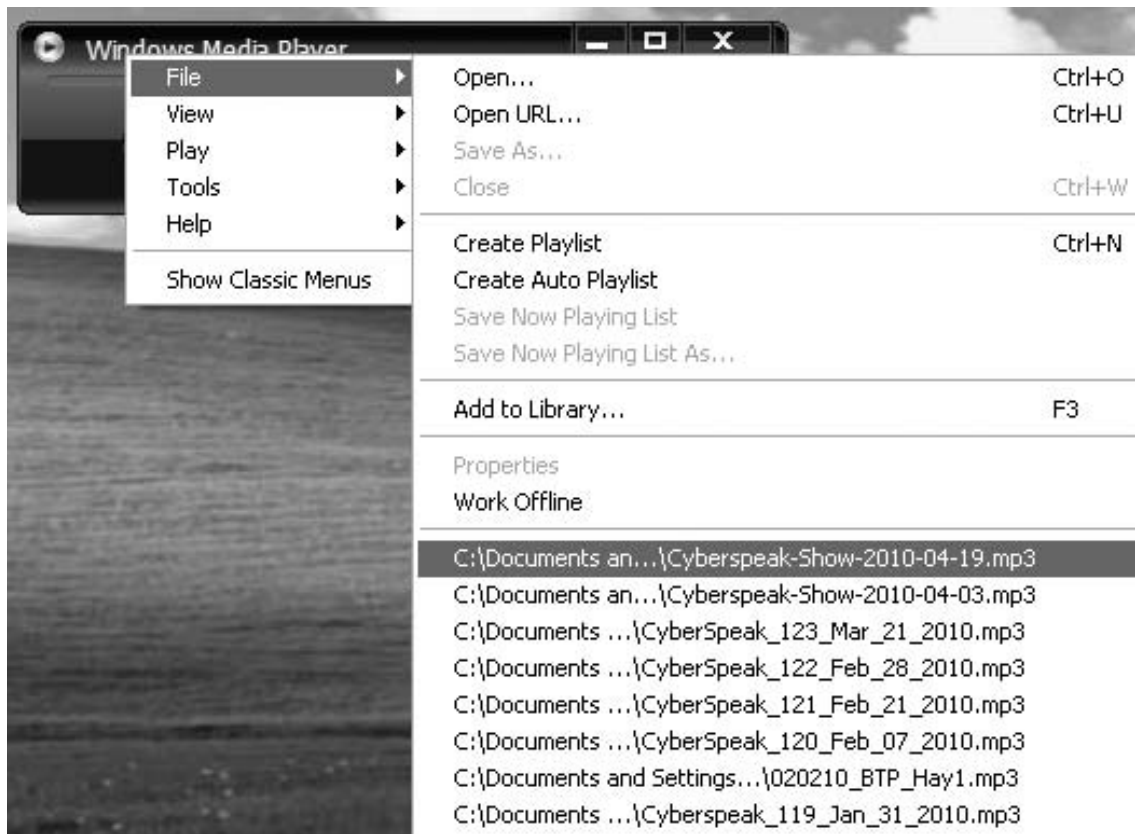 Windows Media Player
File
View
Play
Tools
Help
Show Classic Menus
Open... Ctrl+O
Open URL... Ctrl+U
Save As...
Close Ctrl+W
Create Playlist Ctrl+N
Create Auto Playlist
Save Now Playing List
Save Now Playing List As...
Add to Library... F3
Properties
Work Offline
C:\Documents an...\Cyberspeak-Show-2010-04-19.mp3
C:\Documents an...\Cyberspeak-Show-2010-04-03.mp3
C:\Documents ...\CyberSpeak_123_Mar_21_2010.mp3
C:\Documents ...\CyberSpeak_122_Feb_28_2010.mp3
C:\Documents ...\CyberSpeak_121_Feb_21_2010.mp3
C:\Documents ...\CyberSpeak_120_Feb_07_2010.mp3
C:\Documents and Settings...\020210_BTP_Hay1.mp3
C:\Documents ...\Cyberspeak_119_Jan_31_2010.mp3